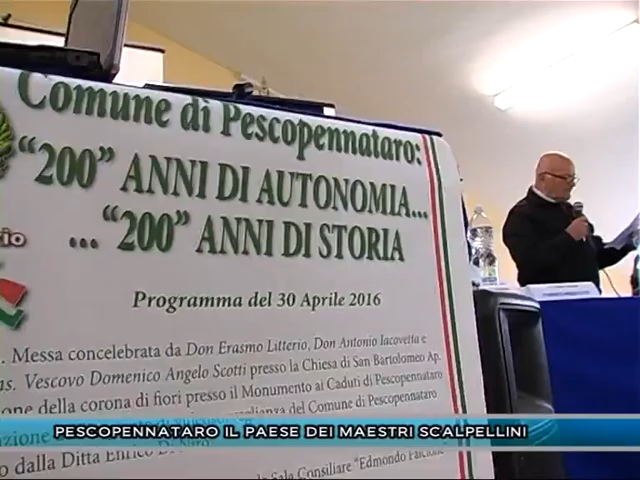 Comune di Pescopennataro:
“200” ANNI DI AUTONOMIA...
... “200” ANNI DI STORIA
Programma del 30 Aprile 2016
Messa concelebrata da Don Erasmo Litterio, Don Antonio Iacovetta e
Vescovo Domenico Angelo Scotti presso la Chiesa di San Bartolomeo Ap.
della corona di fiori presso il Monumento ai Caduti di Pescopennataro
del Comune di Pescopennataro
PESCOPENNATARO IL PAESE DEI MAESTRI SCALPELLINI
dalla Ditta Enrico
Sala Consiliare “Edmondo